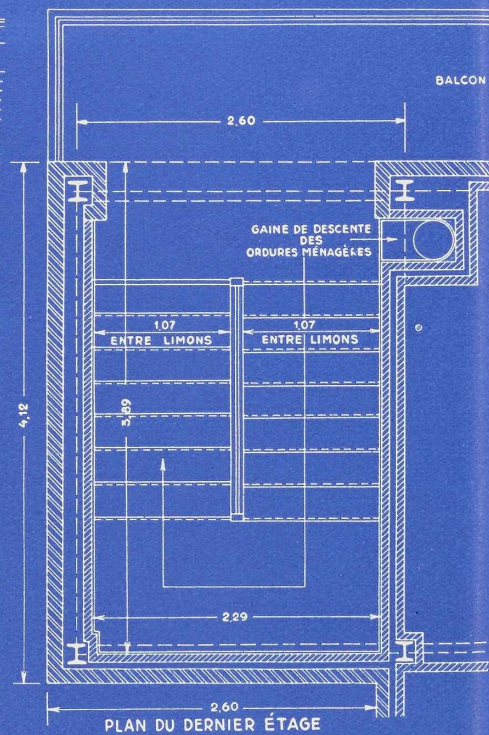 BALCON
2,60
GAINE DE DESCENTE
DES
ORDURES MÉNAGÈRES
1,07
ENTRE LIMONS
1,07
ENTRE LIMONS
4,12
3,89
2,29
2,60
PLAN DU DERNIER ÉTAGE